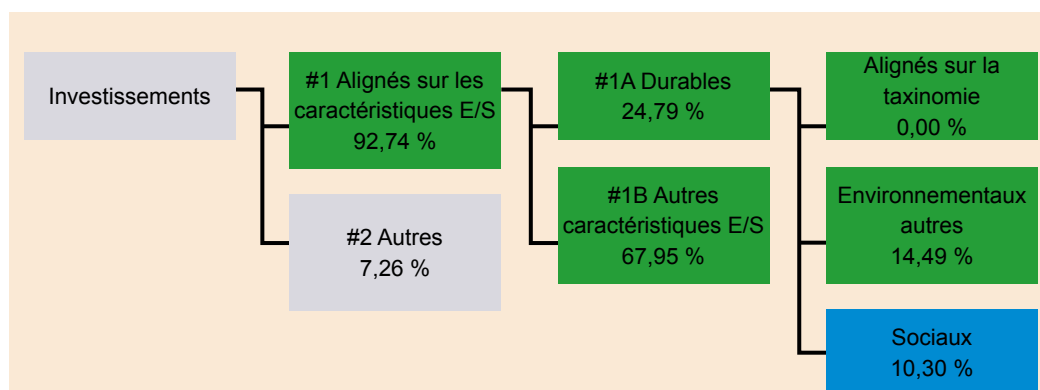 Investissements
#1 Alignés sur les
caractéristiques E/S
92,74 %
#2 Autres
7,26 %
#1A Durables
24,79 %
#1B Autres
caractéristiques E/S
67,95 %
Alignés sur la
taxinomie
0,00 %
Environnementaux
autres
14,49 %
Sociaux
10,30 %